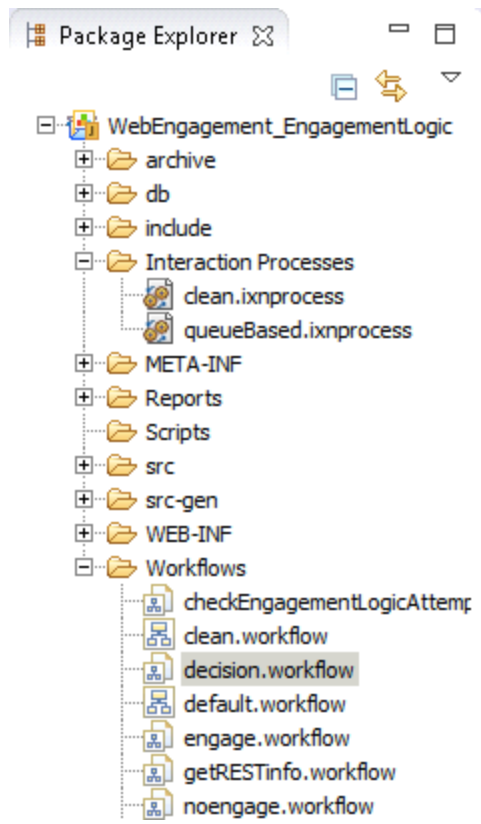 Package Explorer
WebEngagement_EngagementLogic
archive
db
include
Interaction Processes
clean.ixnprocess
queueBased.ixnprocess
META-INF
Reports
Scripts
src
src-gen
WEB-INF
Workflows
checkEngagementLogicAttemp
clean.workflow
decision.workflow
default.workflow
engage.workflow
getRESTinfo.workflow
noengage.workflow